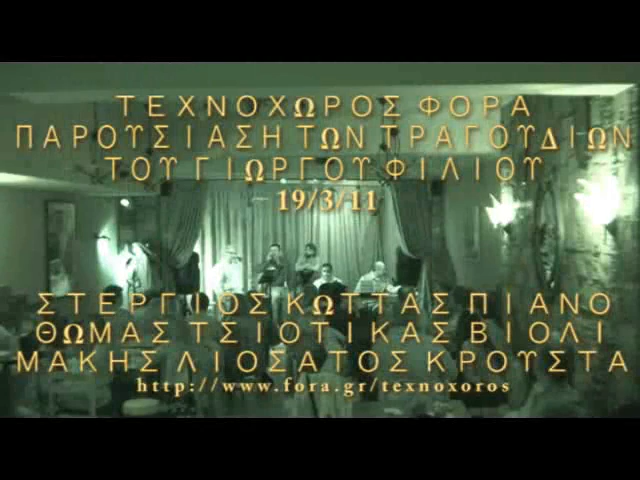 ΤΕΧΝΟΧΩΡΟΣ ΦΟΡΑ
ΠΑΡΟΥΣΙΑΣΗ ΤΩΝ ΤΡΑΓΟΥΔΙΩΝ
ΤΟΥ ΓΙΩΡΓΟΥ ΦΙΛΙΟΥ
19/3/11
ΣΤΕΡΓΙΟΣ ΚΩΤΤΑΣ ΠΙΑΝΟ
ΘΩΜΑΣ ΤΣΙΟΤΙΚΑΣ ΒΙΟΛΙ
ΜΑΚΗΣ ΛΙΟΣΑΤΟΣ ΚΡΟΥΣΤΑ
http://www.fora.gr/texnoxoros